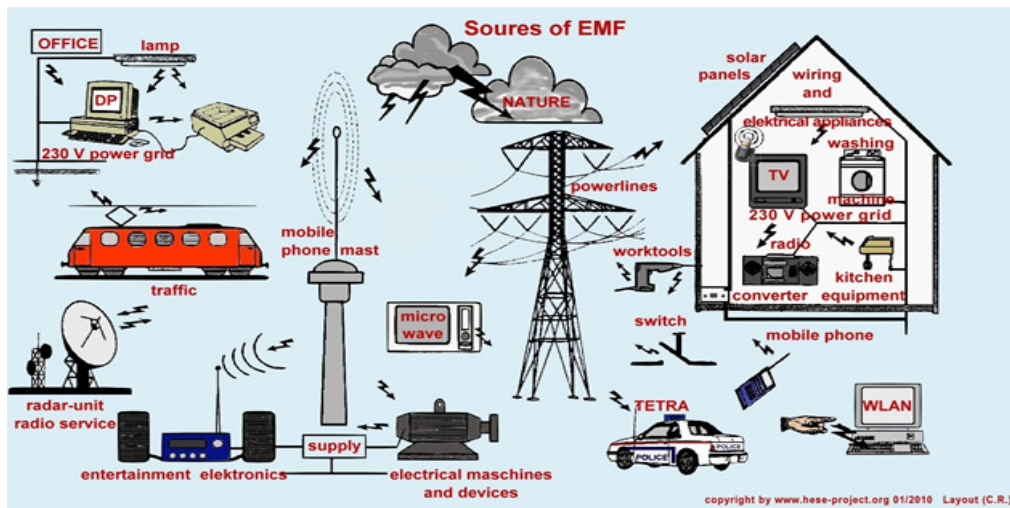 Soures of EMF
OFFICE
lamp
DP
230 V power grid
NATURE
solar
panels
wiring
and
elektrical appliances
washing
TV
machine
230 V power grid
radio
converter
kitchen
equipment
powerlines
mobile
phone mast
traffic
worktools
micro
wave
switch
mobile phone
radar-unit
radio service
entertainment elektronics
supply
electrical maschines
and devices
TETRA
POLICE
POLICE
WLAN
copyright by www.hese-project.org 01/2010 Layout (C.R.)